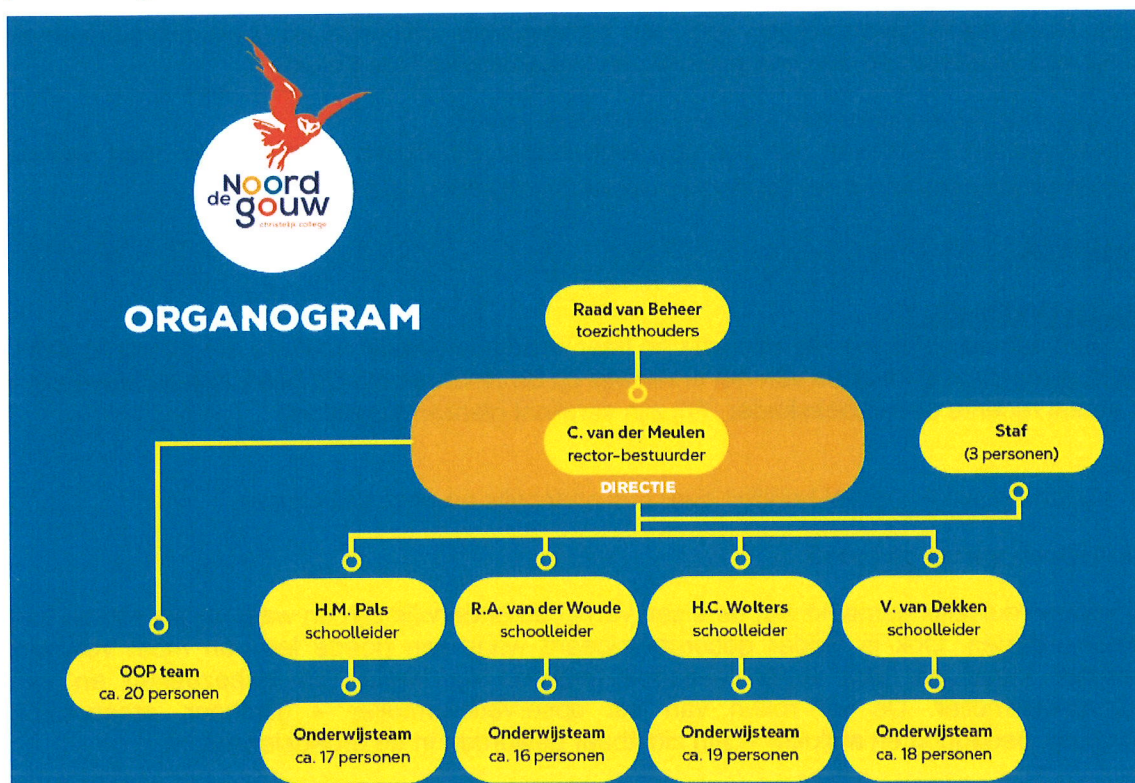 Noord
de gouw
christelijk college
ORGANOGRAM
Raad van Beheer
toezichthouders
C. van der Meulen
rector-bestuurder
DIRECTIE
Staf
(3 personen)
H.M. Pals
schoolleider
R.A. van der Woude
schoolleider
H.C. Wolters
schoolleider
V. van Dekken
schoolleider
OOP team
ca. 20 personen
Onderwijsteam
ca. 17 personen
Onderwijsteam
ca. 16 personen
Onderwijsteam
ca. 19 personen
Onderwijsteam
ca. 18 personen